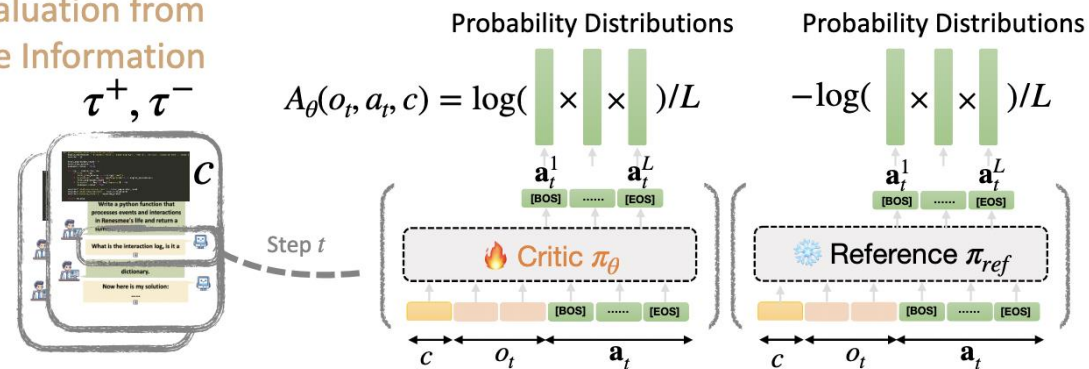 aluation from
e Information
τ⁺, τ⁻
c
Write a python function that
processes events and interactions
in Renesmee's life and return a
What is the interaction log, is it a
dictionary.
Now here is my solution:
......
Step t
Probability Distributions
Probability Distributions
A_θ(o_t, a_t, c) = log( × × )/L
−log( × × )/L
a_t^1 a_t^L
a_t^1 a_t^L
[BOS] ...... [EOS]
[BOS] ...... [EOS]
Critic π_θ
Reference π_ref
[BOS] ...... [EOS]
[BOS] ...... [EOS]
c o_t a_t
c o_t a_t